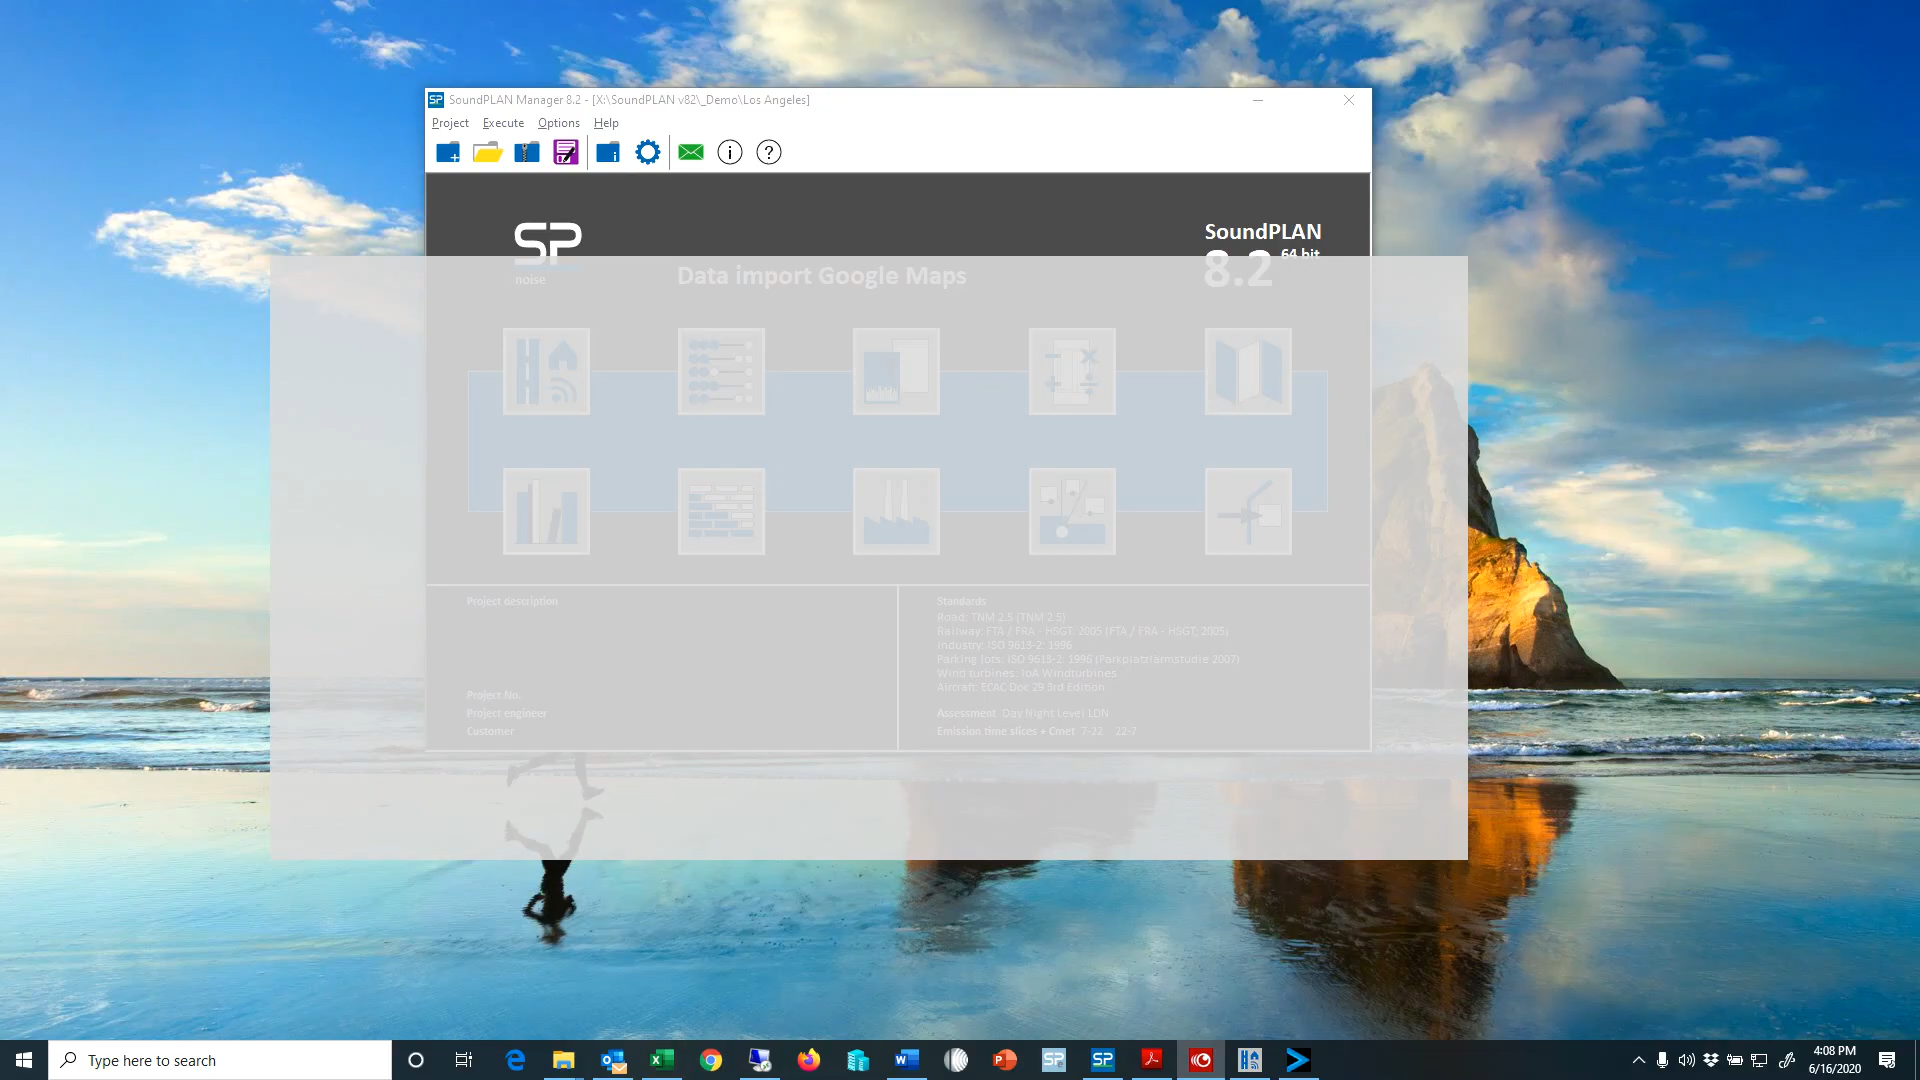 SoundPLAN Manager 8.2 - [X:\SoundPLAN v82\_Demo\Los Angeles]
Project Execute Options Help
SP
noise
Data import Google Maps
SoundPLAN
8.2 64 bit
Project description
Project No.
Project engineer
Customer
Standards
Road: TNM 2.5 (TNM 2.5)
Railway: FTA / FRA - HSGT: 2005 (FTA / FRA - HSGT: 2005)
Industry: ISO 9613-2: 1996
Parking lots: ISO 9613-2: 1996 (Parkplatzlärmstudie 2007)
Wind turbines: IoA Windturbines
Aircraft: ECAC Doc 29 3rd Edition
Assessment Day Night Level LDN
Emission time slices + Cmet 7-22 22-7
Type here to search
4:08 PM
6/16/2020